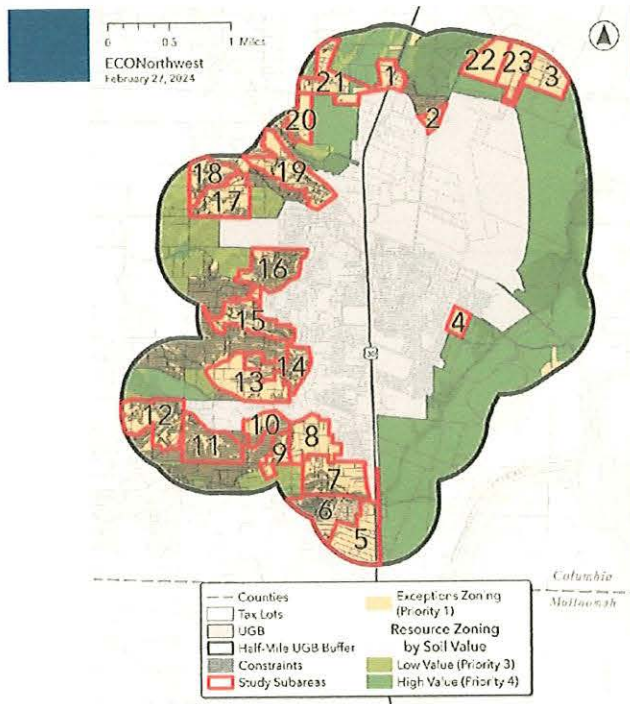 0 0.5 1 Miles
ECONorthwest
February 27, 2024
22 23 3
21 1
2
20
19
18
17
16
15
4
30
14
13
12
10
8
11
9
7
6
5
Columbia
Multnomah
Counties
Tax Lots
UGB
Half-Mile UGB Buffer
Constraints
Study Subareas
Exceptions Zoning
(Priority 1)
Resource Zoning
by Soil Value
Low Value (Priority 3)
High Value (Priority 4)